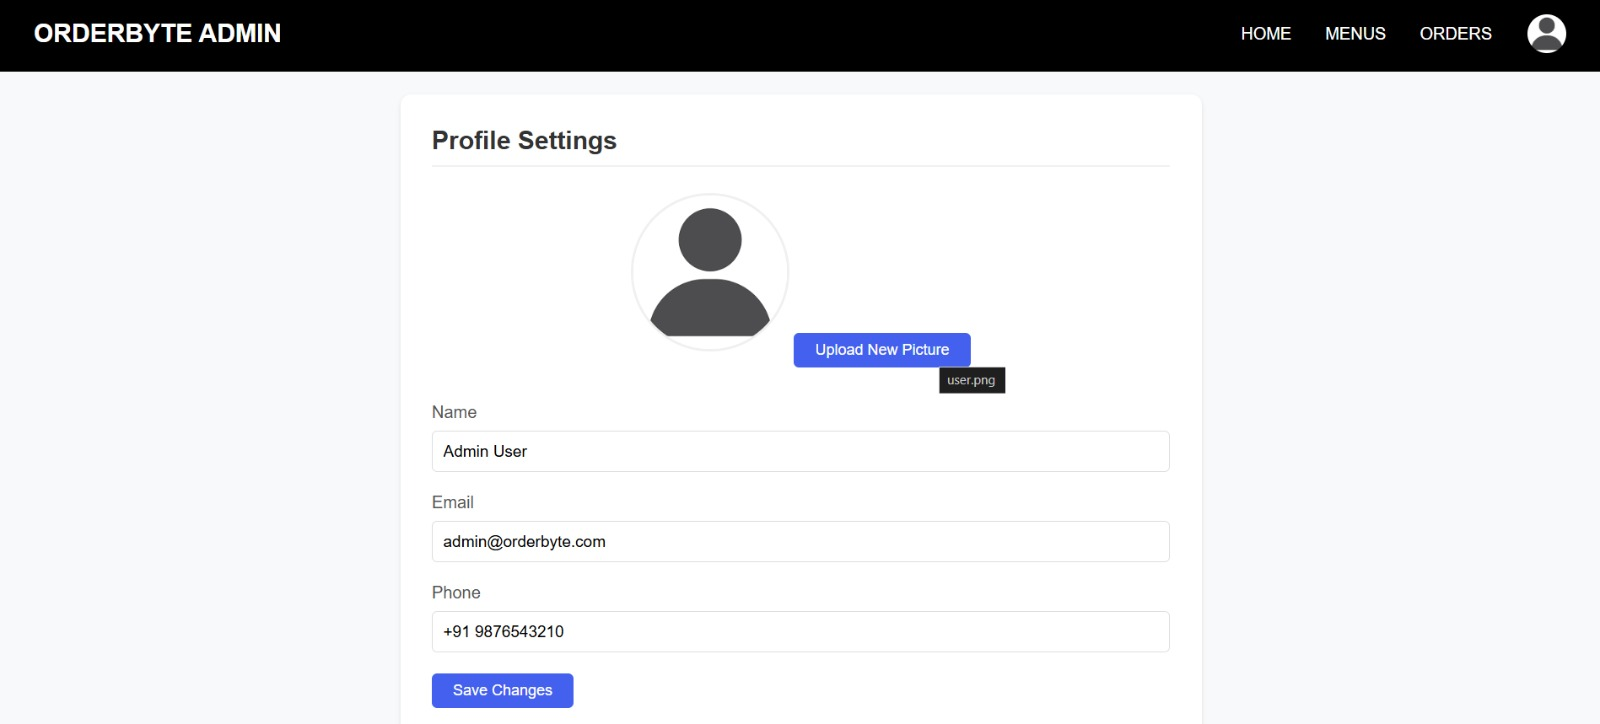 ORDERBYTE ADMIN
HOME MENUS ORDERS
Profile Settings
Upload New Picture
user.png
Name
Admin User
Email
admin@orderbyte.com
Phone
+91 9876543210
Save Changes